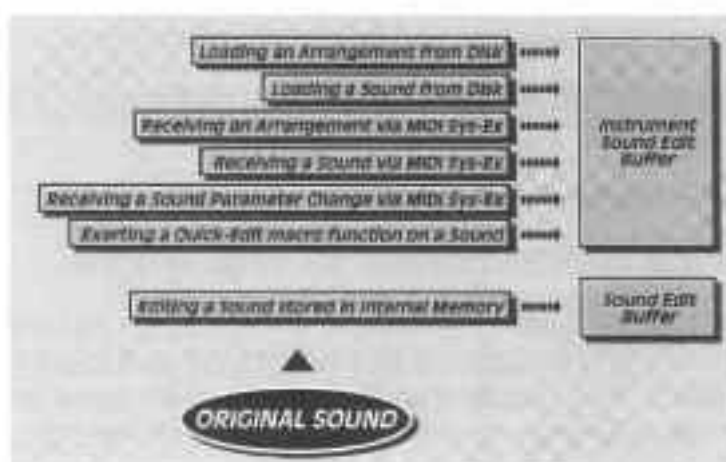 Loading an Arrangement from Disk
Loading a Sound from Disk
Receiving an Arrangement via MIDI Sys-Ex
Receiving a Sound via MIDI Sys-Ex
Receiving a Sound Parameter Change via MIDI Sys-Ex
Exerting a Quick-Edit macro function on a Sound
Instrument
Sound Edit
Buffer
Editing a Sound stored in Internal Memory
Sound Edit
Buffer
ORIGINAL SOUND